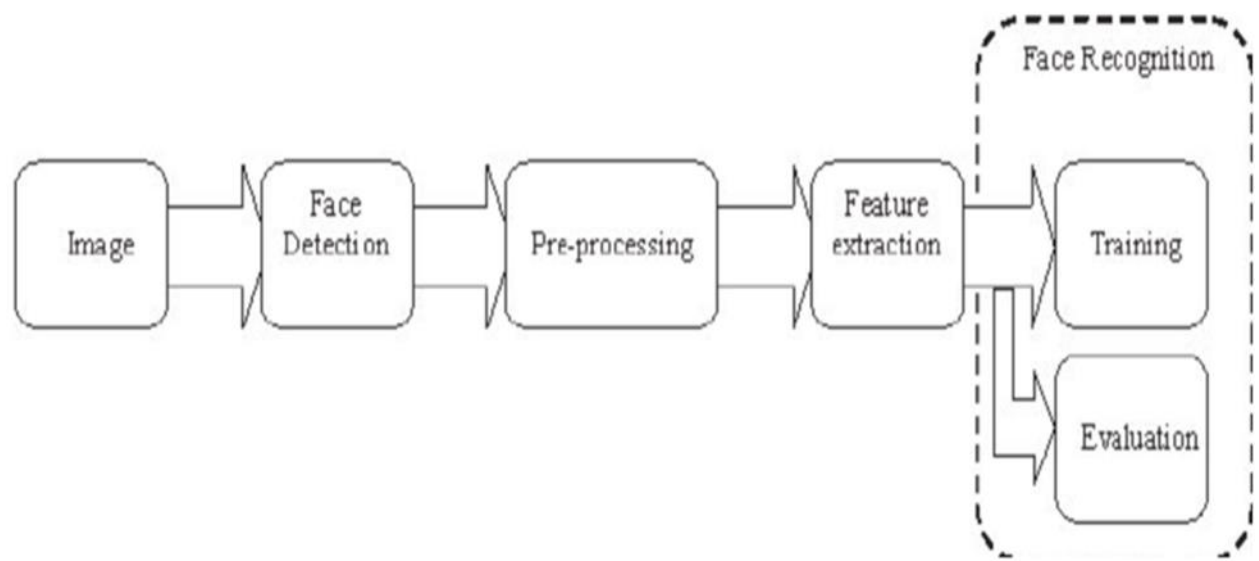 Face Recognition
Image
Face
Detection
Pre-processing
Feature
extraction
Training
Evaluation